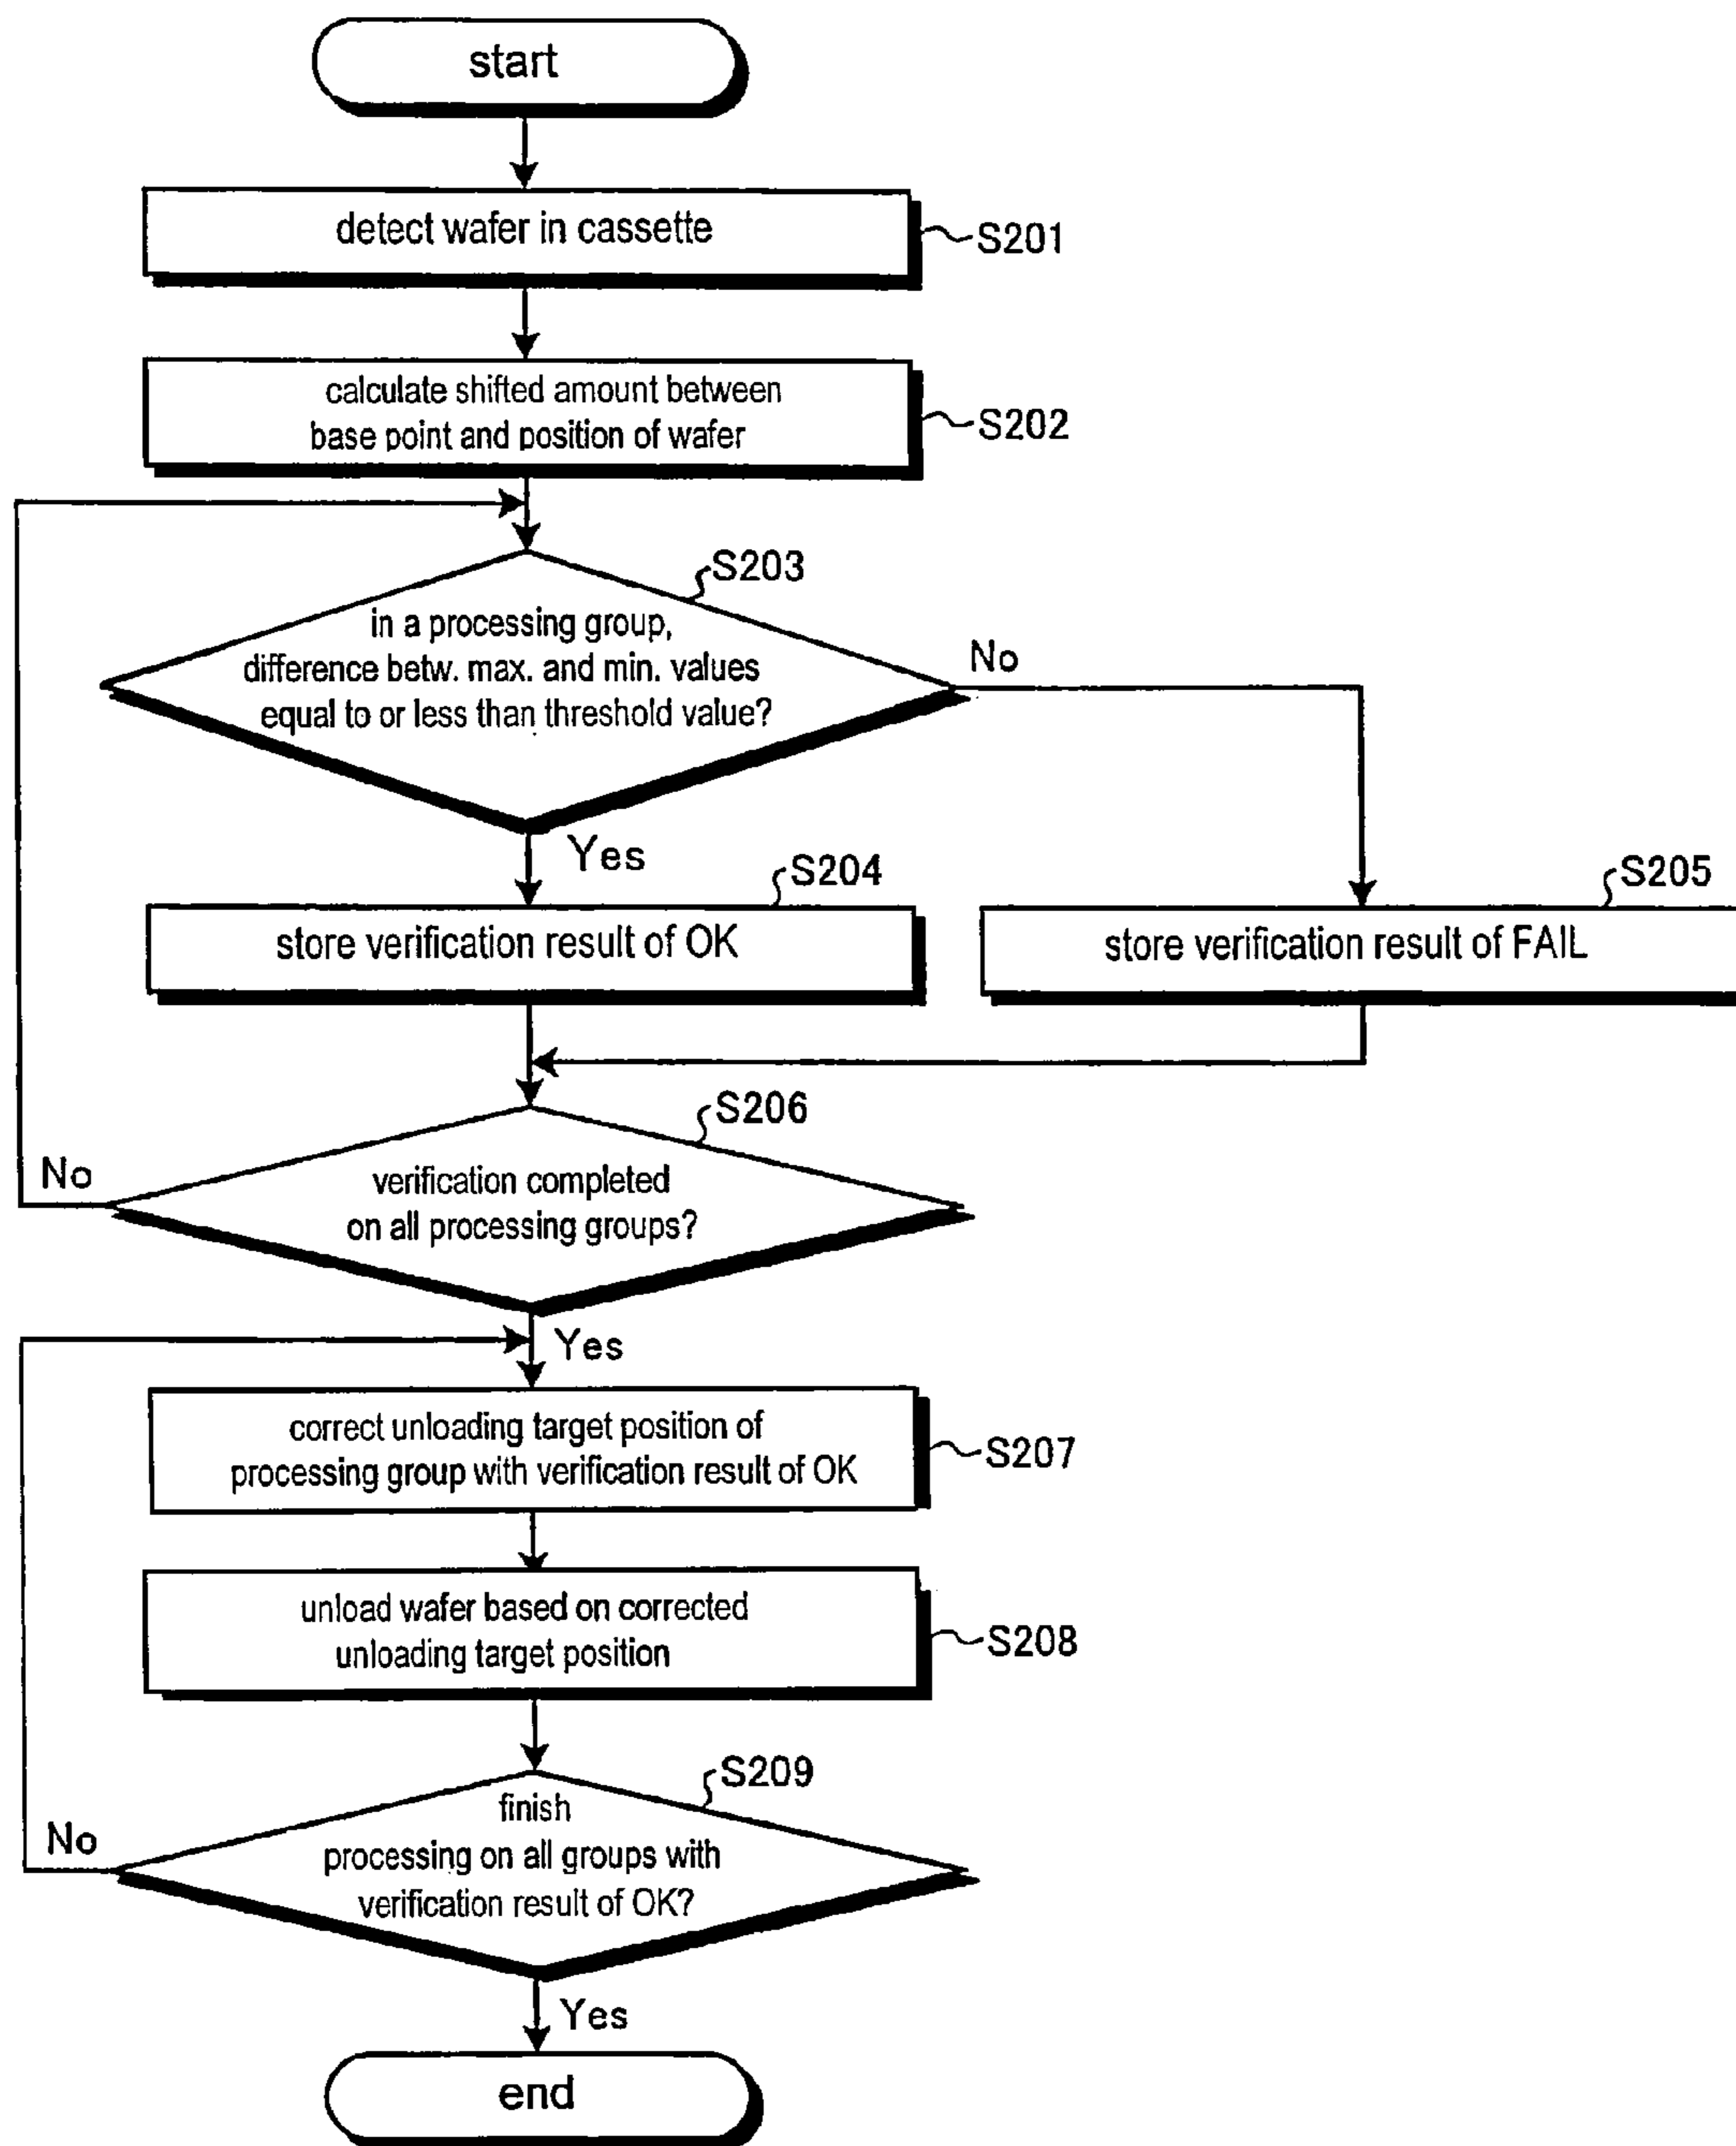 start
detect wafer in cassette
S201
calculate shifted amount between
base point and position of wafer
S202
S203
in a processing group,
difference betw. max. and min. values
equal to or less than threshold value?
No
Yes
S204
store verification result of OK
S205
store verification result of FAIL
S206
verification completed
on all processing groups?
No
Yes
correct unloading target position of
processing group with verification result of OK
S207
unload wafer based on corrected
unloading target position
S208
S209
finish
processing on all groups with
verification result of OK?
No
Yes
end